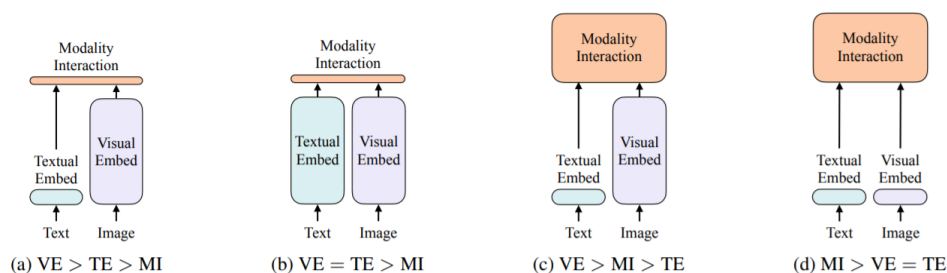 Modality
Interaction
Textual
Embed
Visual
Embed
Text
Image
(a) VE > TE > MI
Modality
Interaction
Textual
Embed
Visual
Embed
Text
Image
(b) VE = TE > MI
Modality
Interaction
Textual
Embed
Visual
Embed
Text
Image
(c) VE > MI > TE
Modality
Interaction
Textual
Embed
Visual
Embed
Text
Image
(d) MI > VE = TE